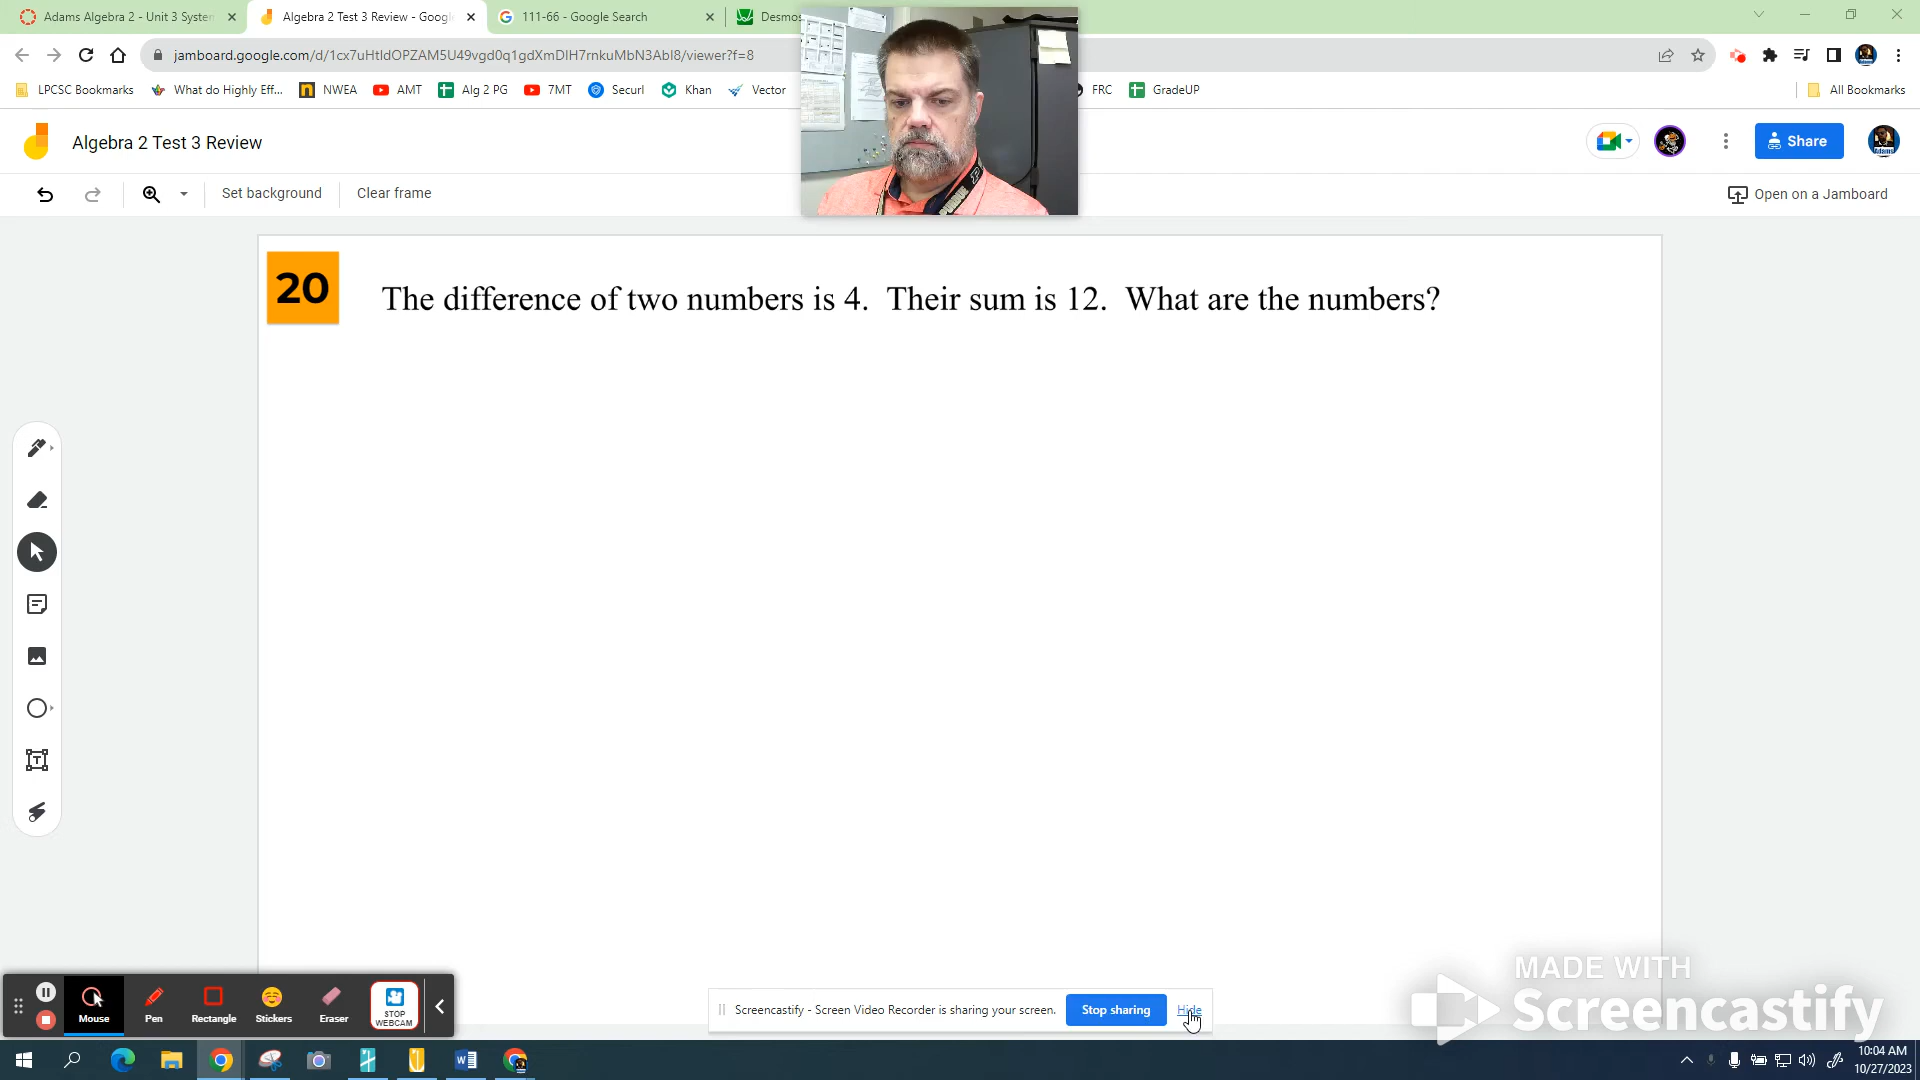 Adams Algebra 2 - Unit 3 System
Algebra 2 Test 3 Review - Googl
111-66 - Google Search
Desmos
jamboard.google.com/d/1cx7uHtIdOPZAM5U49vgd0q1gdXmDIH7rnkuMbN3AbI8/viewer?f=8
LPCSC Bookmarks
What do Highly Eff...
NWEA
AMT
Alg 2 PG
7MT
Securl
Khan
Vector
FRC
GradeUP
All Bookmarks
Algebra 2 Test 3 Review
Share
Set background
Clear frame
Open on a Jamboard
20
The difference of two numbers is 4. Their sum is 12. What are the numbers?
Mouse
Pen
Rectangle
Stickers
Eraser
STOP
WEBCAM
Screencastify - Screen Video Recorder is sharing your screen.
Stop sharing
Hide
MADE WITH
Screencastify
10:04 AM
10/27/2023